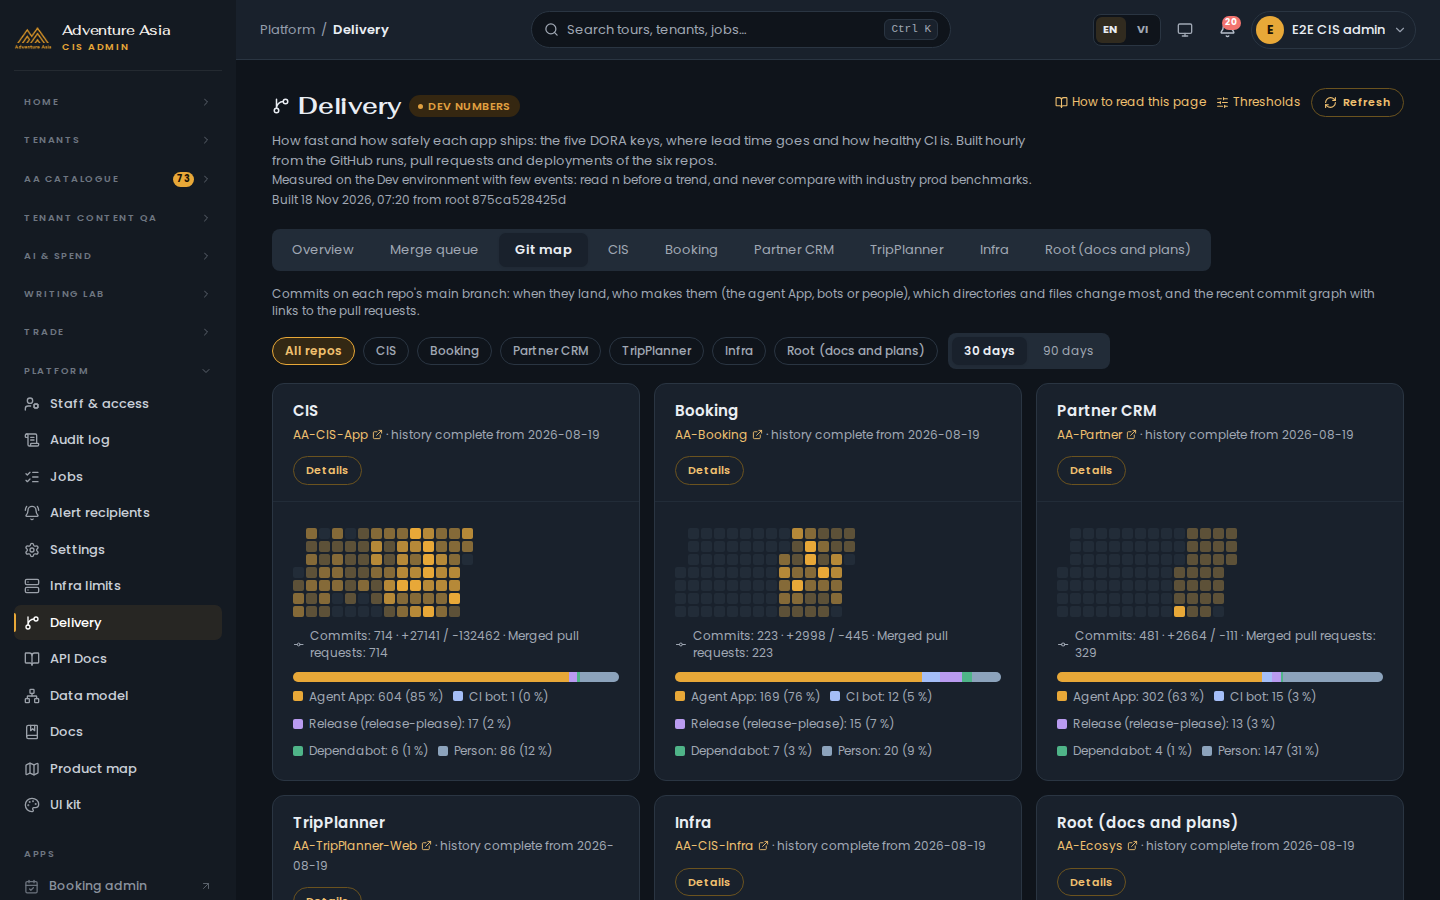 Adventure Asia
CIS ADMIN
Adventure Asia
HOME
TENANTS
AA CATALOGUE 73
TENANT CONTENT QA
AI & SPEND
WRITING LAB
TRADE
PLATFORM
Staff & access
Audit log
Jobs
Alert recipients
Settings
Infra limits
Delivery
API Docs
Data model
Docs
Product map
UI kit
APPS
Booking admin
Platform / Delivery
Search tours, tenants, jobs... Ctrl K
EN VI
20
E E2E CIS admin
Delivery DEV NUMBERS
How to read this page Thresholds Refresh
How fast and how safely each app ships: the five DORA keys, where lead time goes and how healthy CI is. Built hourly
from the GitHub runs, pull requests and deployments of the six repos.
Measured on the Dev environment with few events: read n before a trend, and never compare with industry prod benchmarks.
Built 18 Nov 2026, 07:20 from root 875ca528425d
Overview Merge queue Git map CIS Booking Partner CRM TripPlanner Infra Root (docs and plans)
Commits on each repo's main branch: when they land, who makes them (the agent App, bots or people), which directories and files change most, and the recent commit graph with
links to the pull requests.
All repos CIS Booking Partner CRM TripPlanner Infra Root (docs and plans) 30 days 90 days
CIS
AA-CIS-App · history complete from 2026-08-19
Details
Commits: 714 · +27141 / -132462 · Merged pull
requests: 714
Agent App: 604 (85 %) CI bot: 1 (0 %)
Release (release-please): 17 (2 %)
Dependabot: 6 (1 %) Person: 86 (12 %)
Booking
AA-Booking · history complete from 2026-08-19
Details
Commits: 223 · +2998 / -445 · Merged pull
requests: 223
Agent App: 169 (76 %) CI bot: 12 (5 %)
Release (release-please): 15 (7 %)
Dependabot: 7 (3 %) Person: 20 (9 %)
Partner CRM
AA-Partner · history complete from 2026-08-19
Details
Commits: 481 · +2664 / -111 · Merged pull requests:
329
Agent App: 302 (63 %) CI bot: 15 (3 %)
Release (release-please): 13 (3 %)
Dependabot: 4 (1 %) Person: 147 (31 %)
TripPlanner
AA-TripPlanner-Web · history complete from 2026-
08-19
Details
Infra
AA-CIS-Infra · history complete from 2026-08-19
Details
Root (docs and plans)
AA-Ecosys · history complete from 2026-08-19
Details